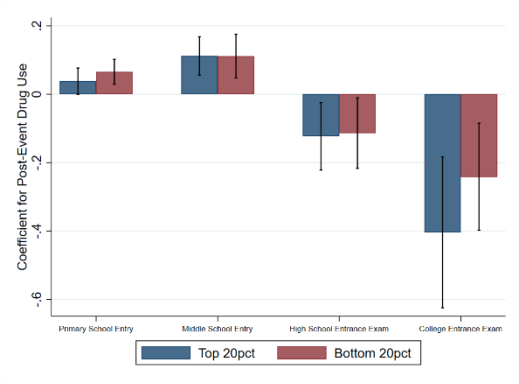 Coefficient for Post-Event Drug Use
.2
0
-.2
-.4
-.6
Primary School Entry
Middle School Entry
High School Entrance Exam
College Entrance Exam
Top 20pct
Bottom 20pct